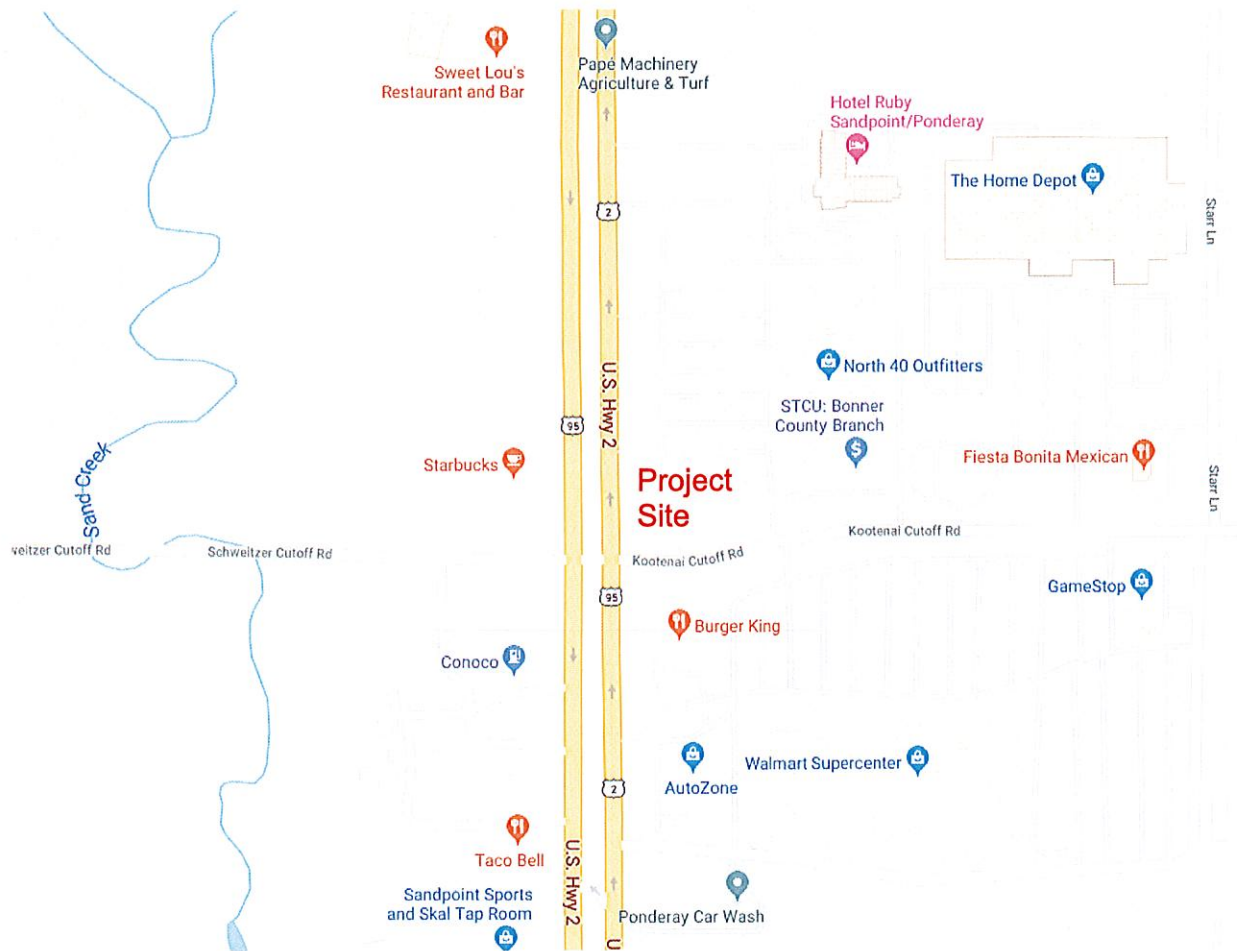 Sweet Lou's
Restaurant and Bar
Papé Machinery
Agriculture & Turf
Hotel Ruby
Sandpoint/Ponderay
The Home Depot
Starr Ln
2
U.S. Hwy 2
North 40 Outfitters
95
STCU: Bonner
County Branch
Starbucks
Fiesta Bonita Mexican
Sand Creek
Project
Site
Starr Ln
Kootenai Cutoff Rd
weitzer Cutoff Rd
Schweitzer Cutoff Rd
Kootenai Cutoff Rd
GameStop
95
Burger King
Conoco
AutoZone
Walmart Supercenter
2
Taco Bell
U.S. Hwy 2
Sandpoint Sports
and Skal Tap Room
Ponderay Car Wash
U